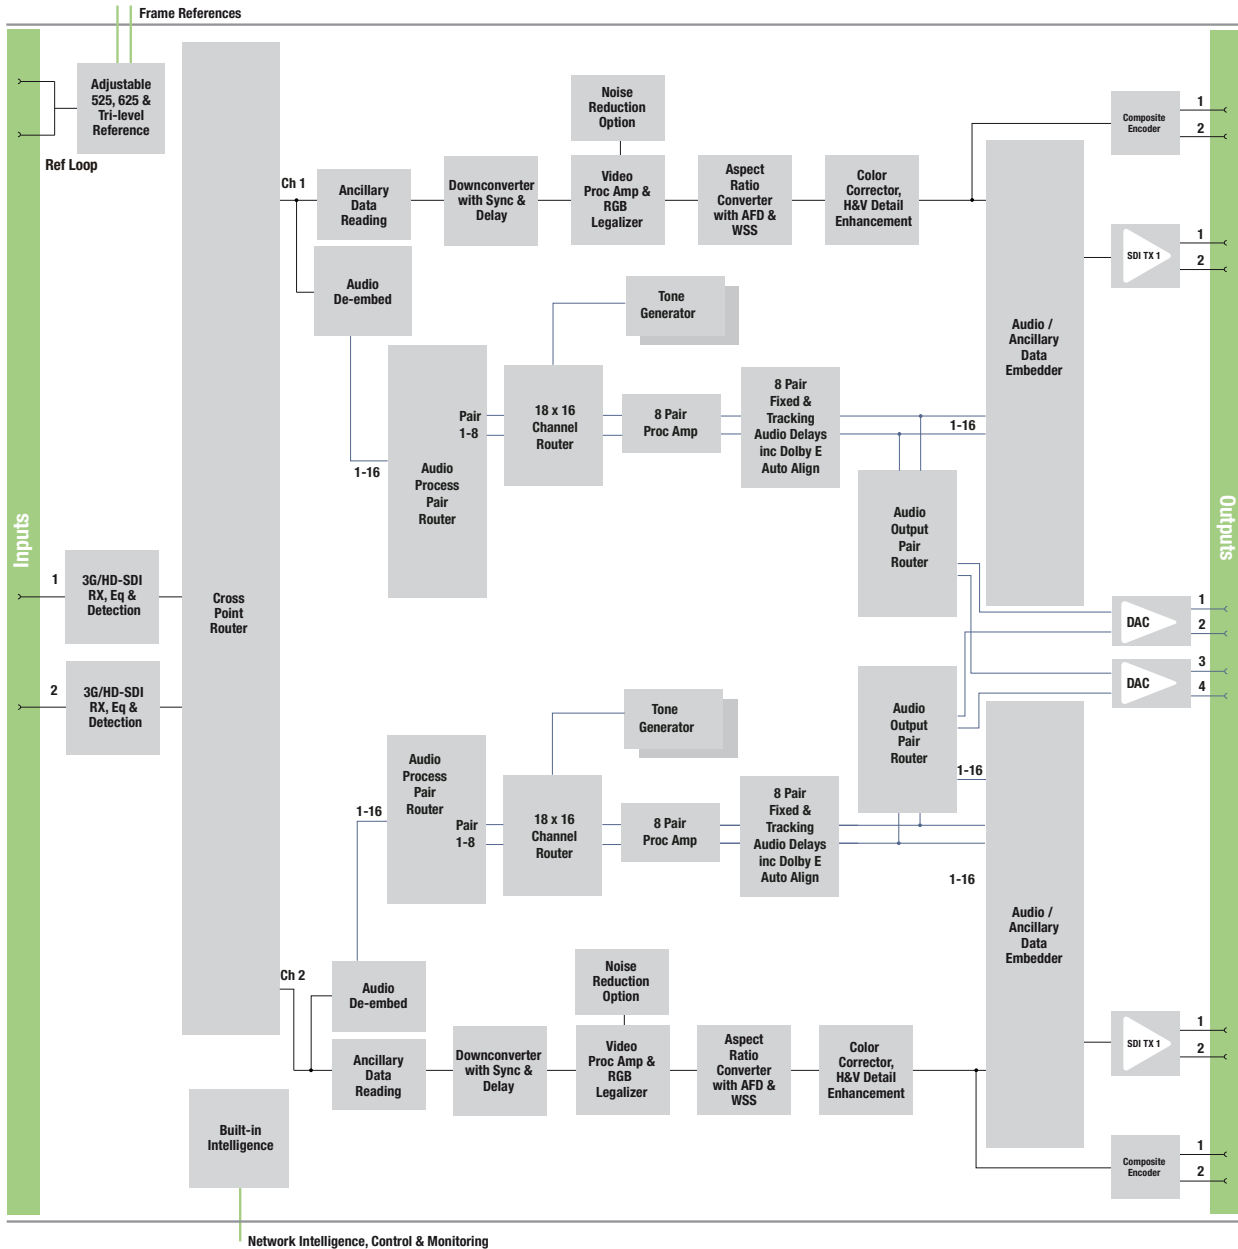 Frame References
Adjustable
525, 625 &
Tri-level
Reference
Ref Loop
Inputs
1
3G/HD-SDI
RX, Eq &
Detection
2
3G/HD-SDI
RX, Eq &
Detection
Cross
Point
Router
Ch 1
Ancillary
Data
Reading
Downconverter
with Sync &
Delay
Noise
Reduction
Option
Video
Proc Amp &
RGB
Legalizer
Aspect
Ratio
Converter
with AFD &
WSS
Color
Corrector,
H&V Detail
Enhancement
Composite
Encoder
1
2
SDI TX 1
1
2
Audio
De-embed
Tone
Generator
1-16
Audio
Process
Pair
Router
Pair
1-8
18 x 16
Channel
Router
8 Pair
Proc Amp
8 Pair
Fixed &
Tracking
Audio Delays
inc Dolby E
Auto Align
1-16
Audio
Output
Pair
Router
Audio /
Ancillary
Data
Embedder
Outputs
DAC
1
2
DAC
3
4
Audio
Output
Pair
Router
Tone
Generator
Audio
Process
Pair
Router
1-16
Pair
1-8
18 x 16
Channel
Router
8 Pair
Proc Amp
8 Pair
Fixed &
Tracking
Audio Delays
inc Dolby E
Auto Align
1-16
1-16
Audio /
Ancillary
Data
Embedder
Ch 2
Audio
De-embed
Ancillary
Data
Reading
Downconverter
with Sync &
Delay
Noise
Reduction
Option
Video
Proc Amp &
RGB
Legalizer
Aspect
Ratio
Converter
with AFD &
WSS
Color
Corrector,
H&V Detail
Enhancement
SDI TX 1
1
2
Composite
Encoder
1
2
Built-in
Intelligence
Network Intelligence, Control & Monitoring